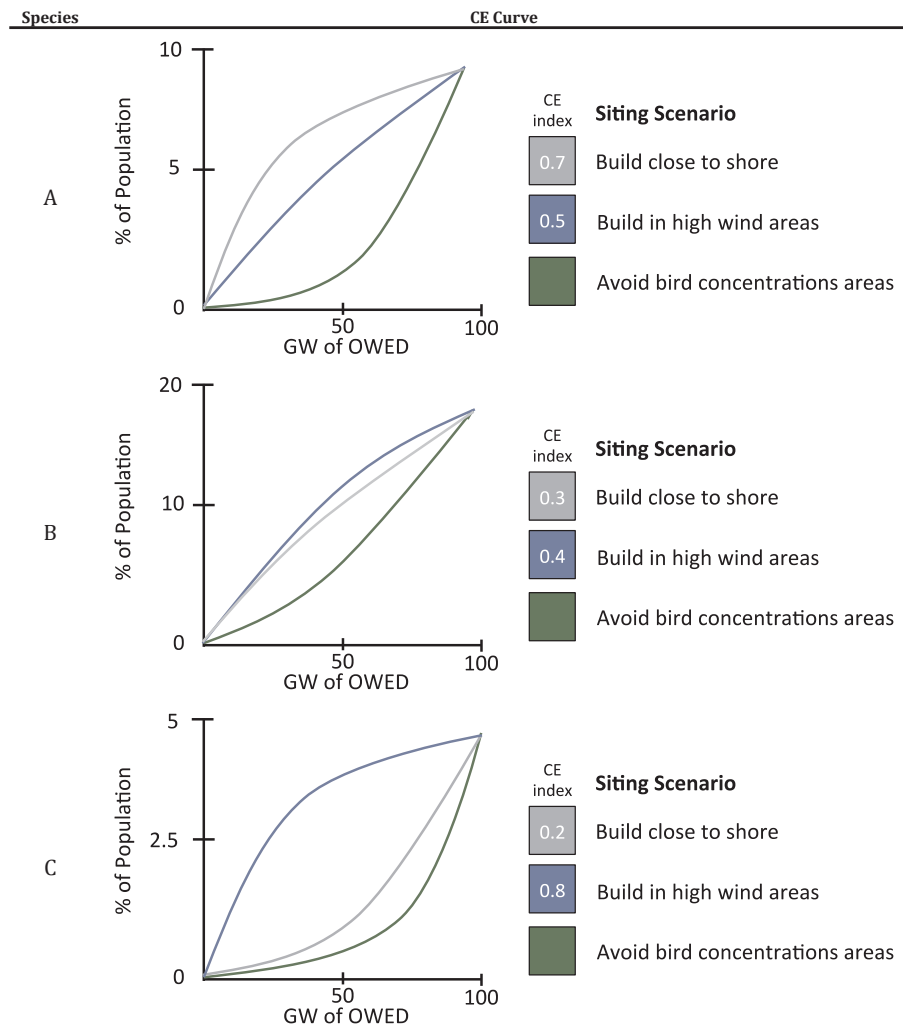 Species CE Curve
A
% of Population
10
5
0
50
100
GW of OWED
CE index Siting Scenario
0.7 Build close to shore
0.5 Build in high wind areas
Avoid bird concentrations areas
B
% of Population
20
10
0
50
100
GW of OWED
CE index Siting Scenario
0.3 Build close to shore
0.4 Build in high wind areas
Avoid bird concentrations areas
C
% of Population
5
2.5
0
50
100
GW of OWED
CE index Siting Scenario
0.2 Build close to shore
0.8 Build in high wind areas
Avoid bird concentrations areas